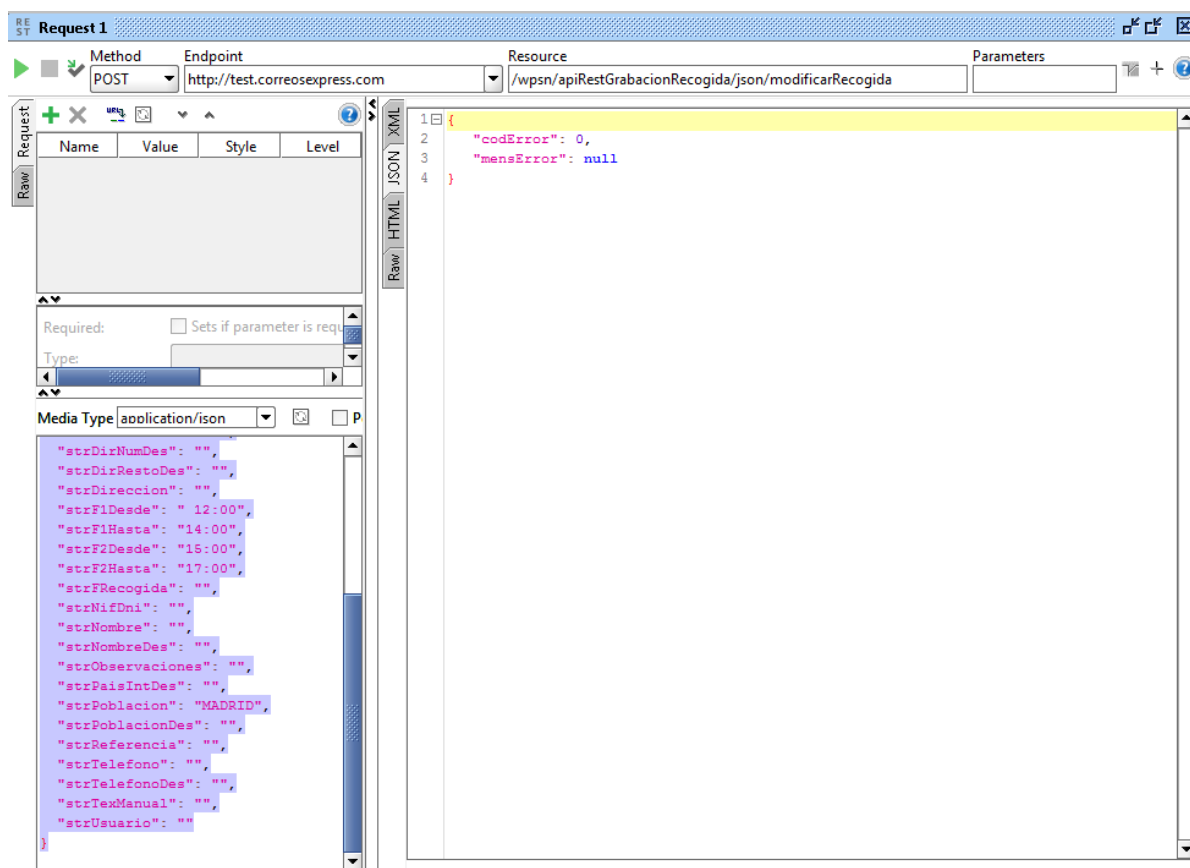 RE
ST Request 1
Method Endpoint Resource Parameters
POST http://test.correosexpress.com /wpsn/apiRestGrabacionRecogida/json/modificarRecogida
Request
Raw
Name Value Style Level
Required: Sets if parameter is requ
Type:
Media Type application/json P
"strDirNumDes": "",
"strDirRestoDes": "",
"strDireccion": "",
"strF1Desde": " 12:00",
"strF1Hasta": "14:00",
"strF2Desde": "15:00",
"strF2Hasta": "17:00",
"strFRecogida": "",
"strNifDni": "",
"strNombre": "",
"strNombreDes": "",
"strObservaciones": "",
"strPaisIntDes": "",
"strPoblacion": "MADRID",
"strPoblacionDes": "",
"strReferencia": "",
"strTelefono": "",
"strTelefonoDes": "",
"strTexManual": "",
"strUsuario": ""
}
XML
JSON
HTML
Raw
1 {
2 "codError": 0,
3 "mensError": null
4 }